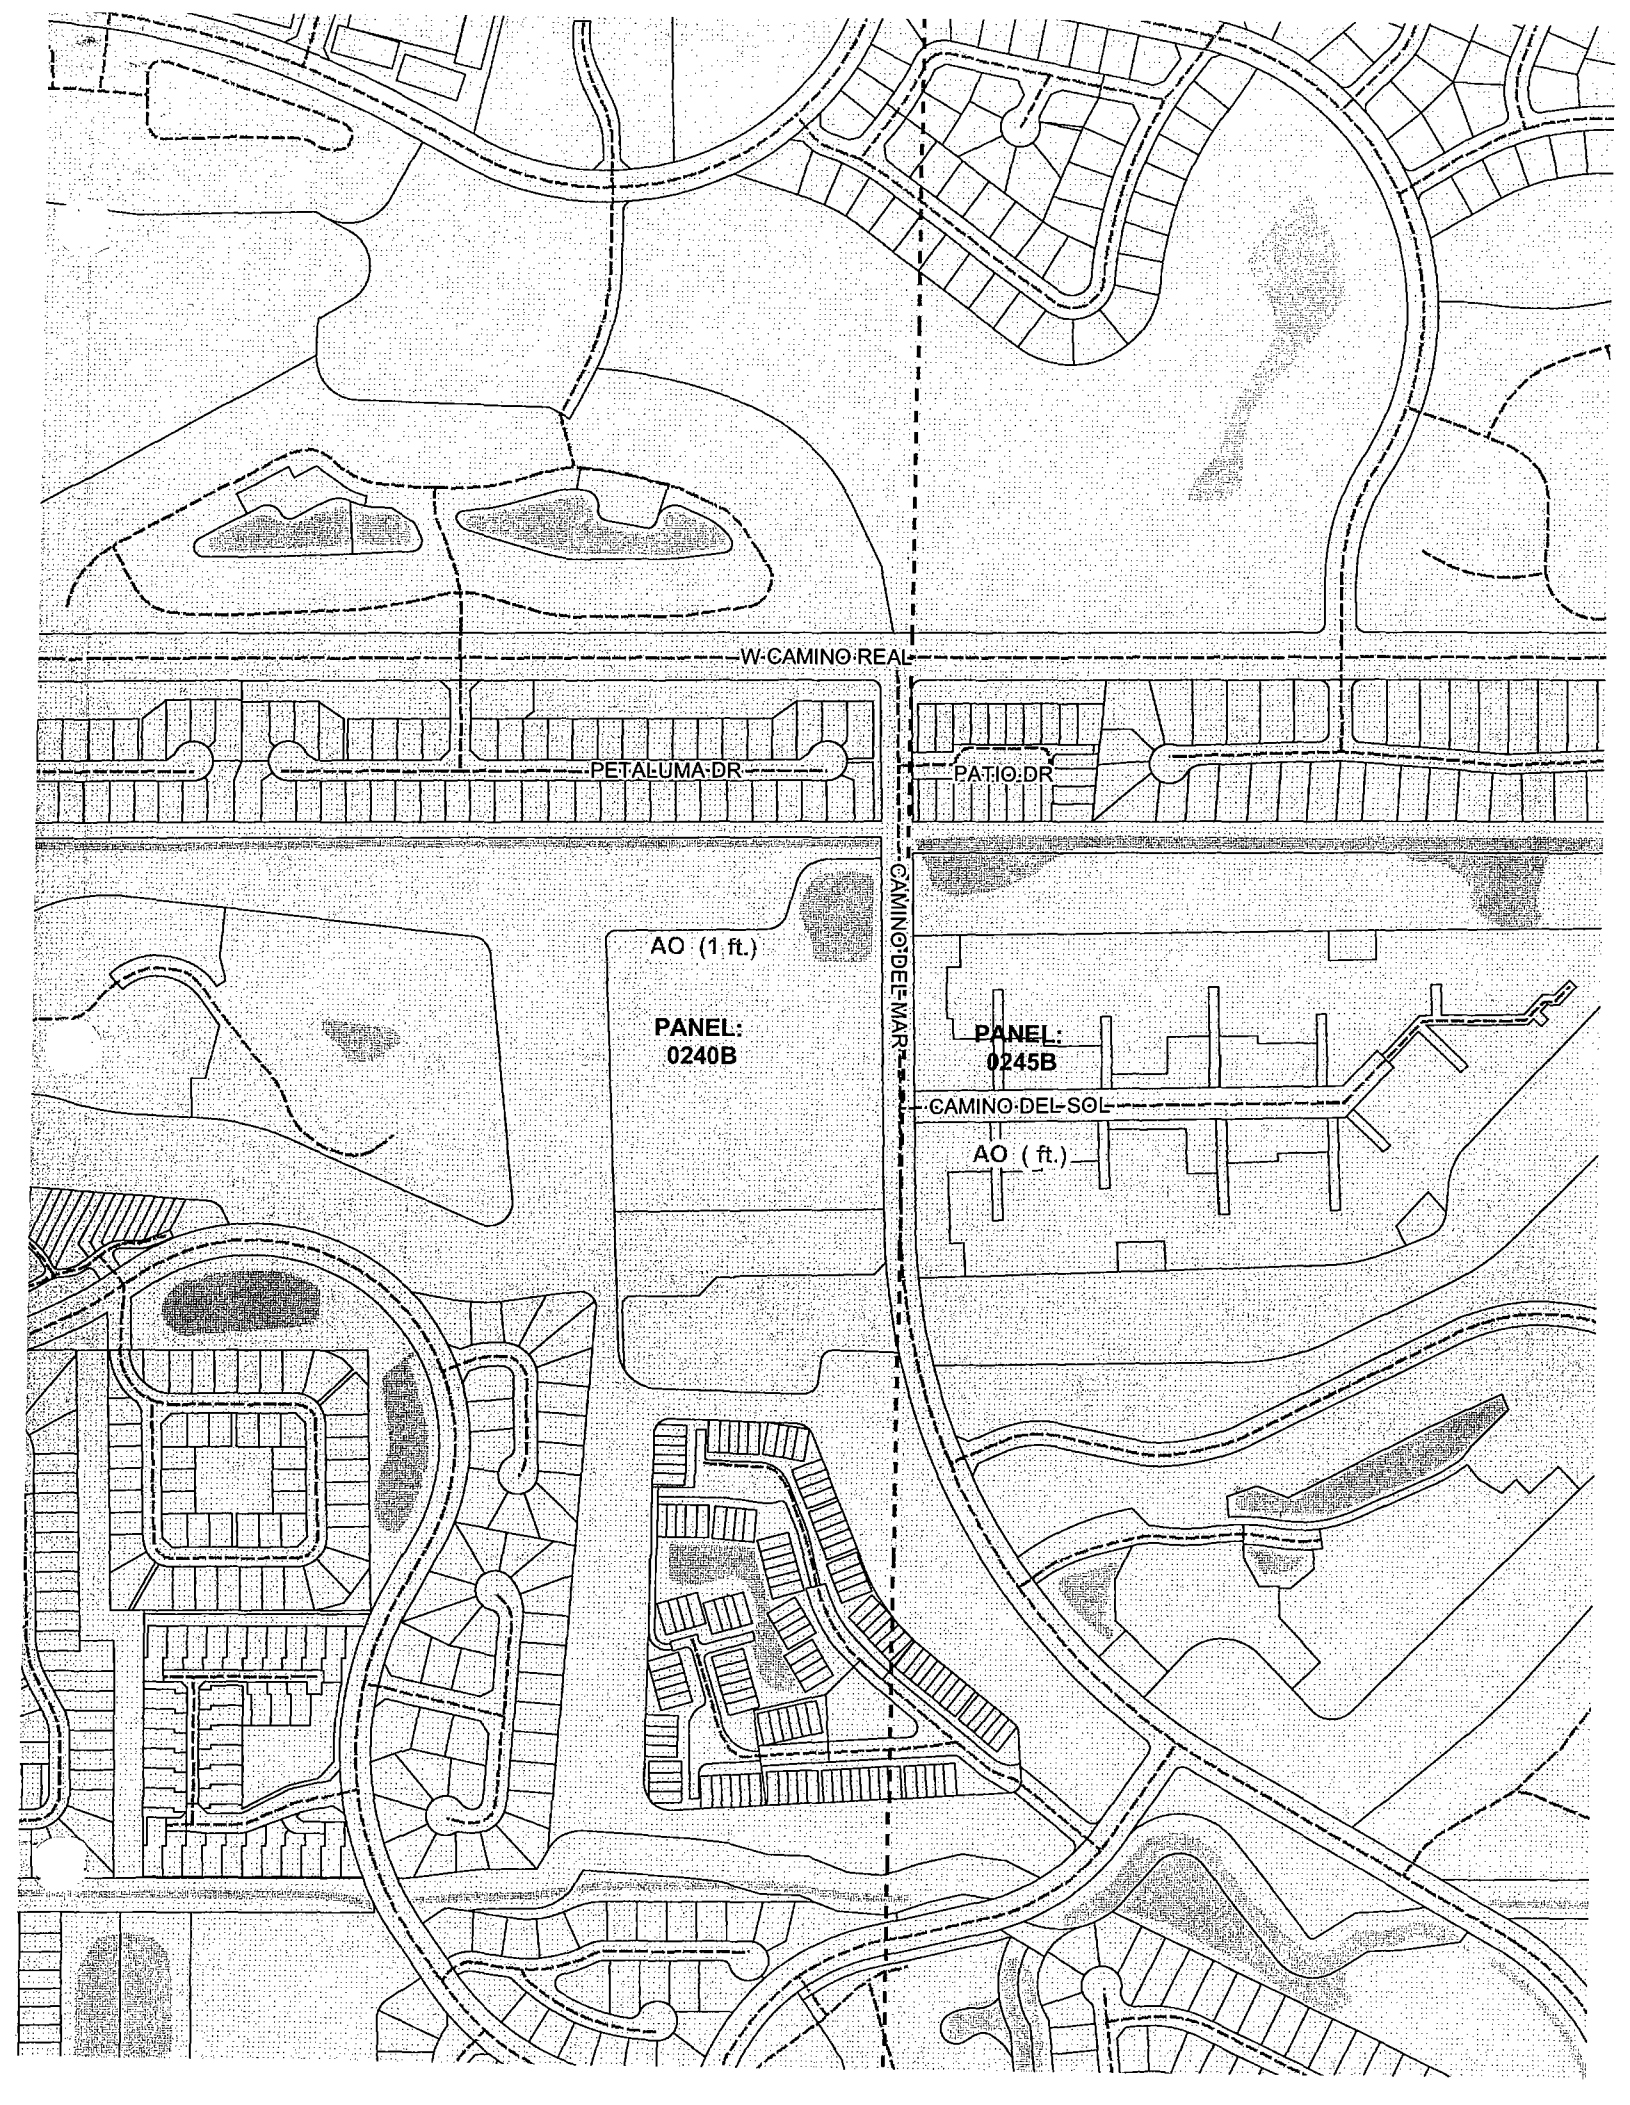 W CAMINO REAL
PETALUMA DR
PATIO DR
CAMINO DEL MAR
AO (1 ft.)
PANEL:
0240B
PANEL:
0245B
CAMINO DEL SOL
AO ( ft.)